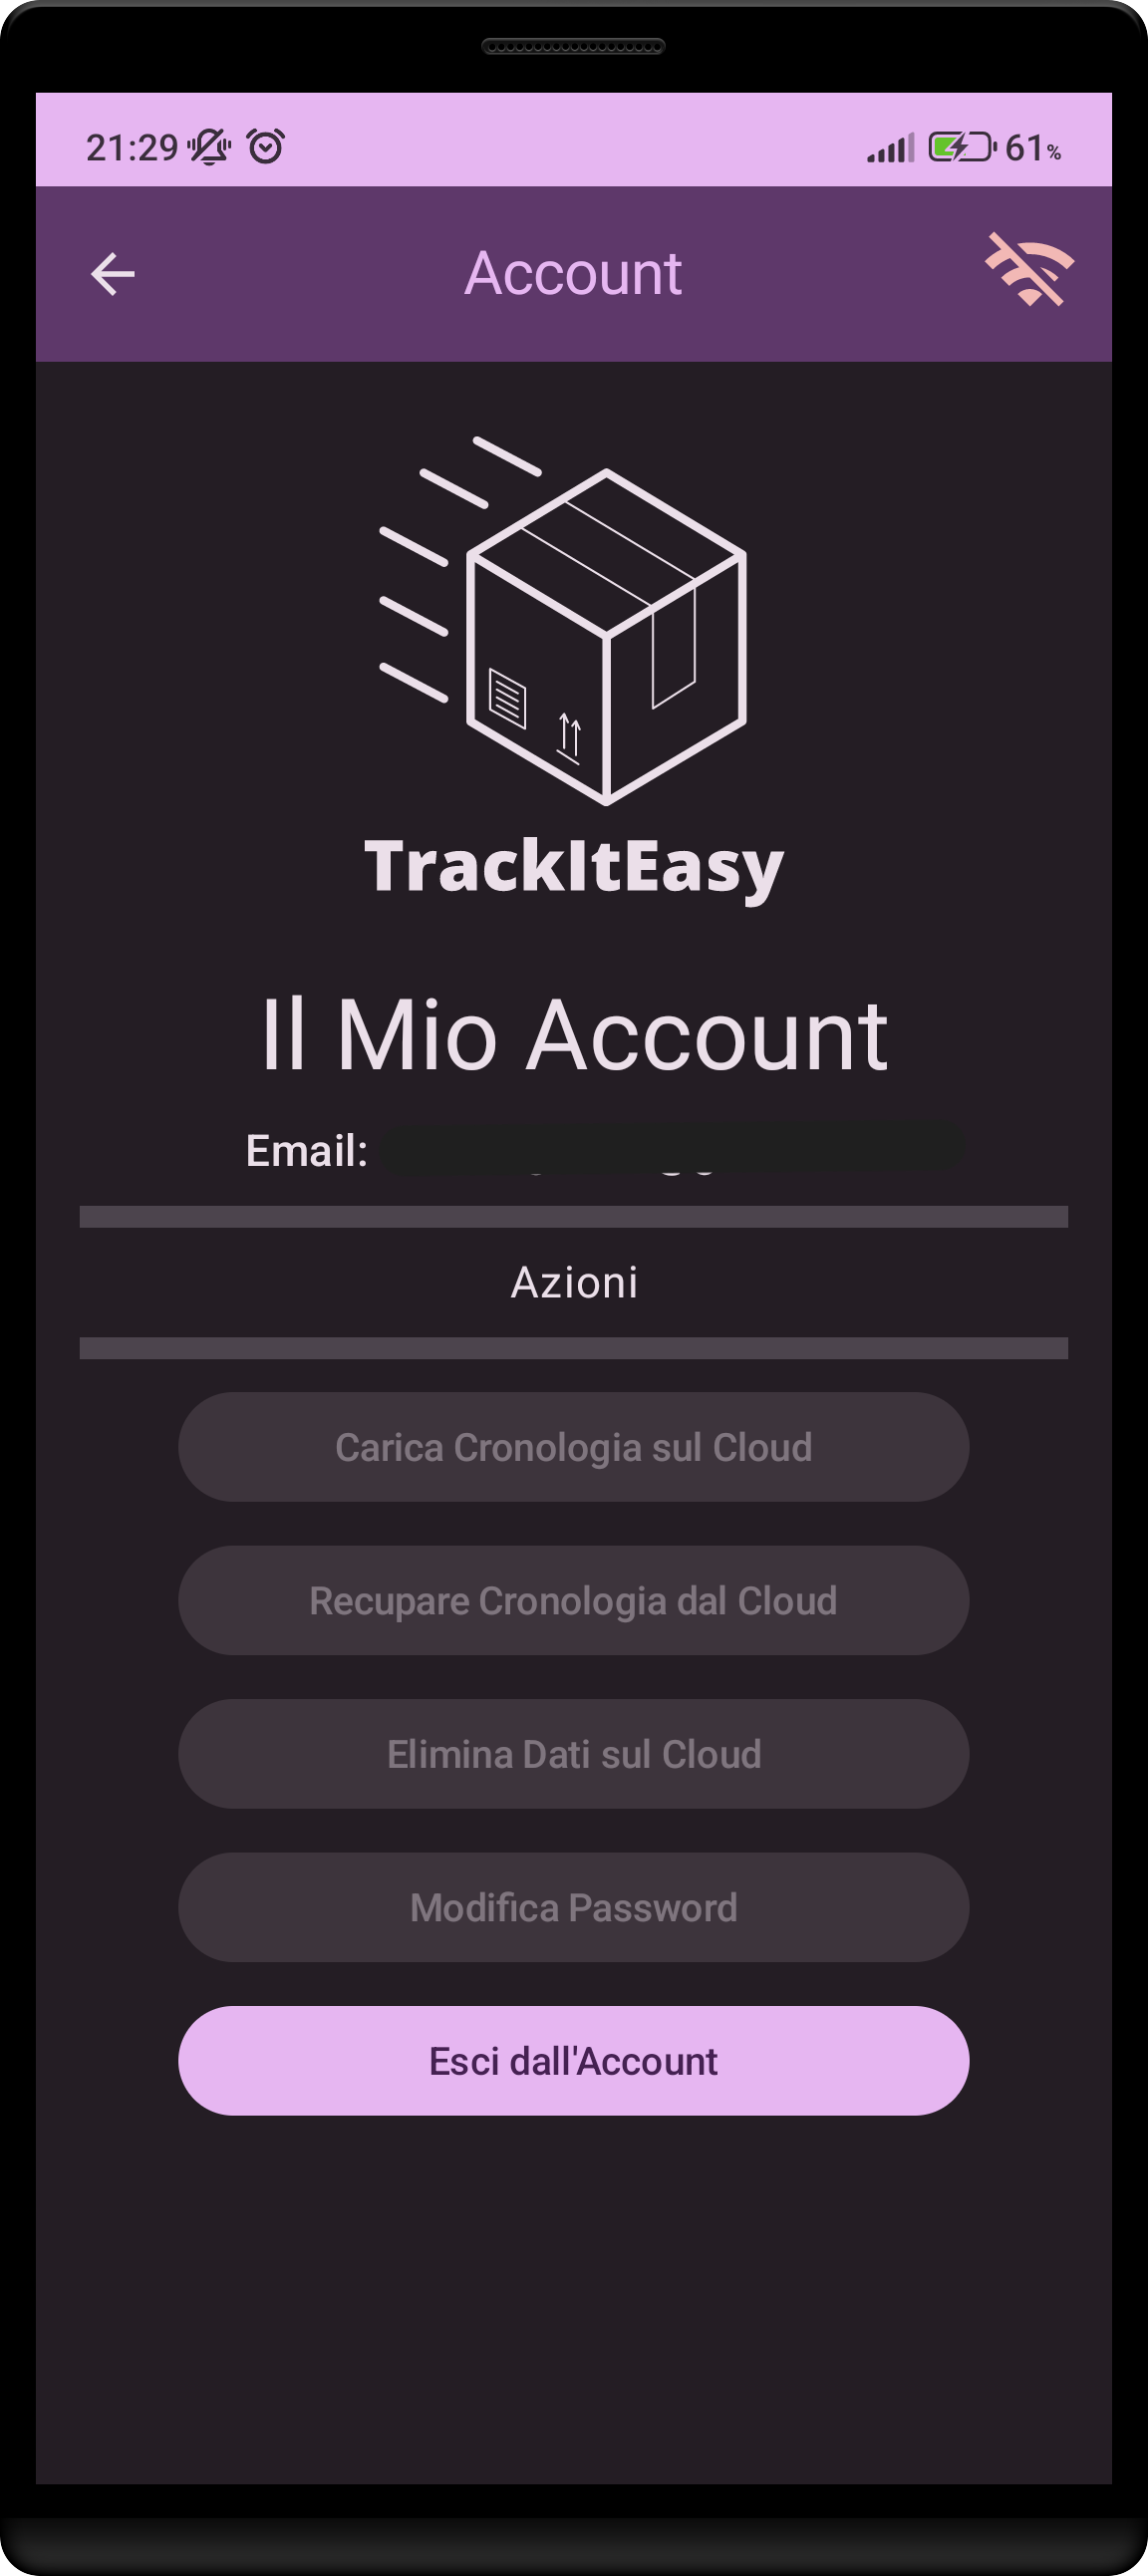 21:29
61%
Account
TrackItEasy
Il Mio Account
Email:
Azioni
Carica Cronologia sul Cloud
Recupare Cronologia dal Cloud
Elimina Dati sul Cloud
Modifica Password
Esci dall'Account